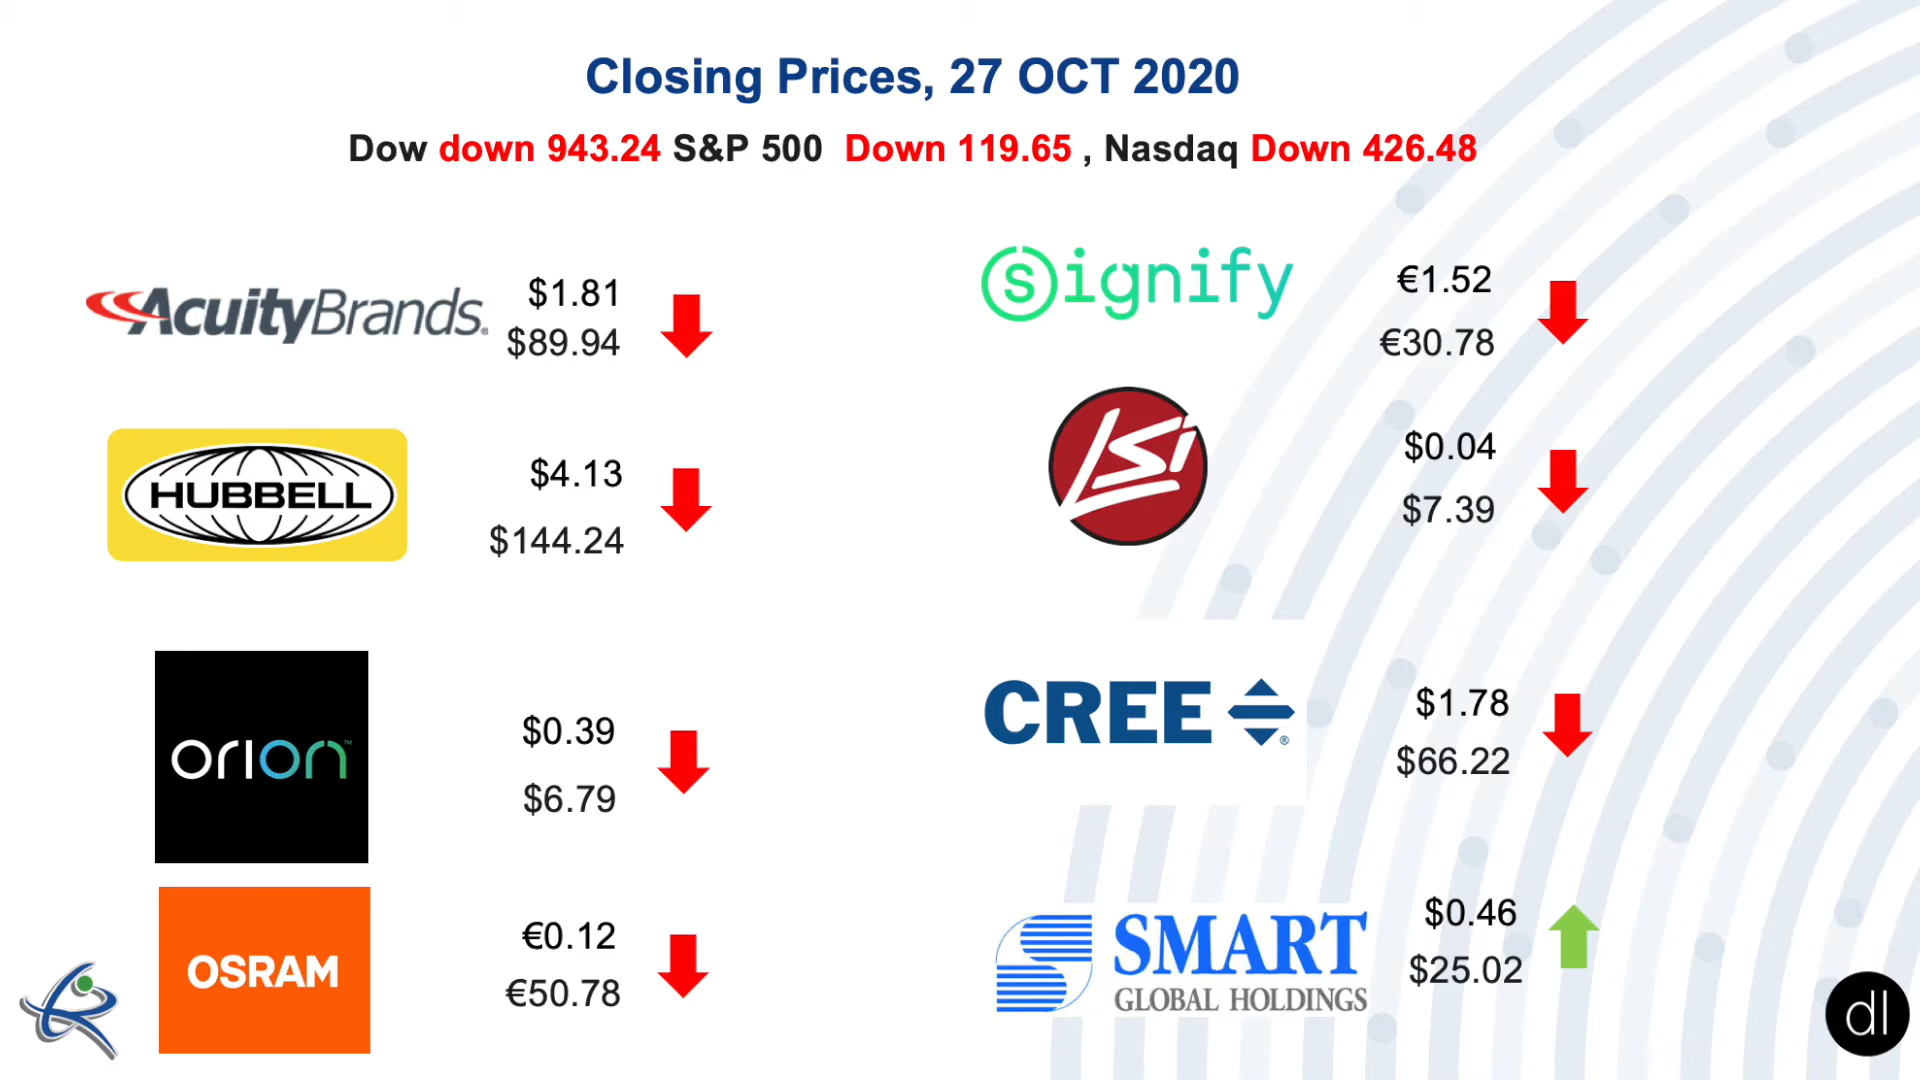 Closing Prices, 27 OCT 2020
Dow down 943.24 S&P 500 Down 119.65 , Nasdaq Down 426.48
AcuityBrands®
$1.81
$89.94
signify
€1.52
€30.78
HUBBELL
$4.13
$144.24
LSI
$0.04
$7.39
orion™
$0.39
$6.79
CREE®
$1.78
$66.22
OSRAM
€0.12
€50.78
SMART
GLOBAL HOLDINGS
$0.46
$25.02
dl